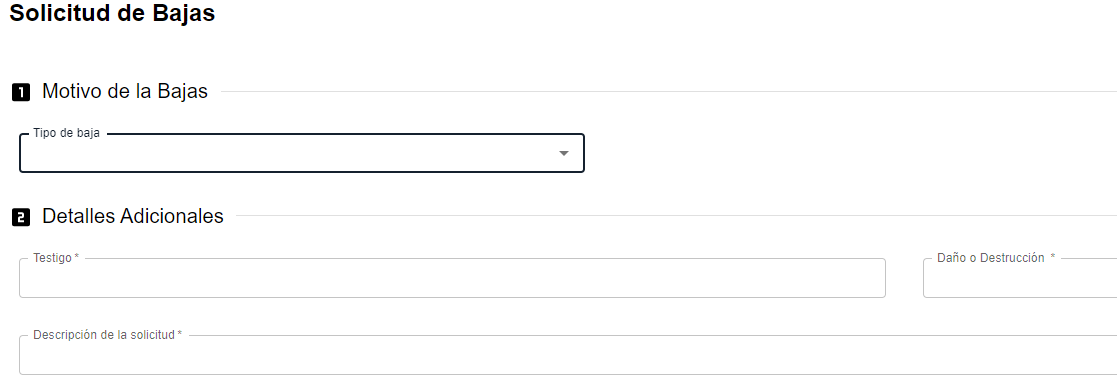 Solicitud de Bajas
1 Motivo de la Bajas
Tipo de baja
2 Detalles Adicionales
Testigo *
Daño o Destrucción *
Descripción de la solicitud *